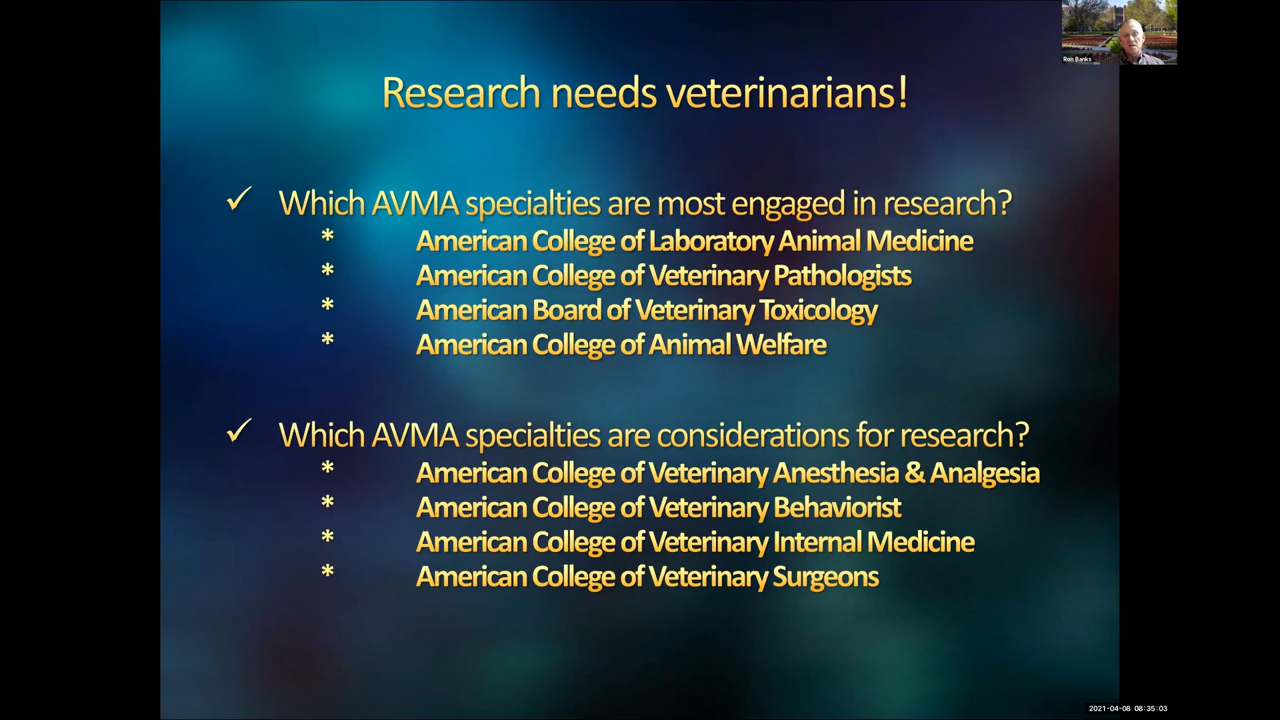 Ron Banks
Research needs veterinarians!
✓ Which AVMA specialties are most engaged in research?
* American College of Laboratory Animal Medicine
* American College of Veterinary Pathologists
* American Board of Veterinary Toxicology
* American College of Animal Welfare
✓ Which AVMA specialties are considerations for research?
* American College of Veterinary Anesthesia & Analgesia
* American College of Veterinary Behaviorist
* American College of Veterinary Internal Medicine
* American College of Veterinary Surgeons
2021-04-08 08:35:03